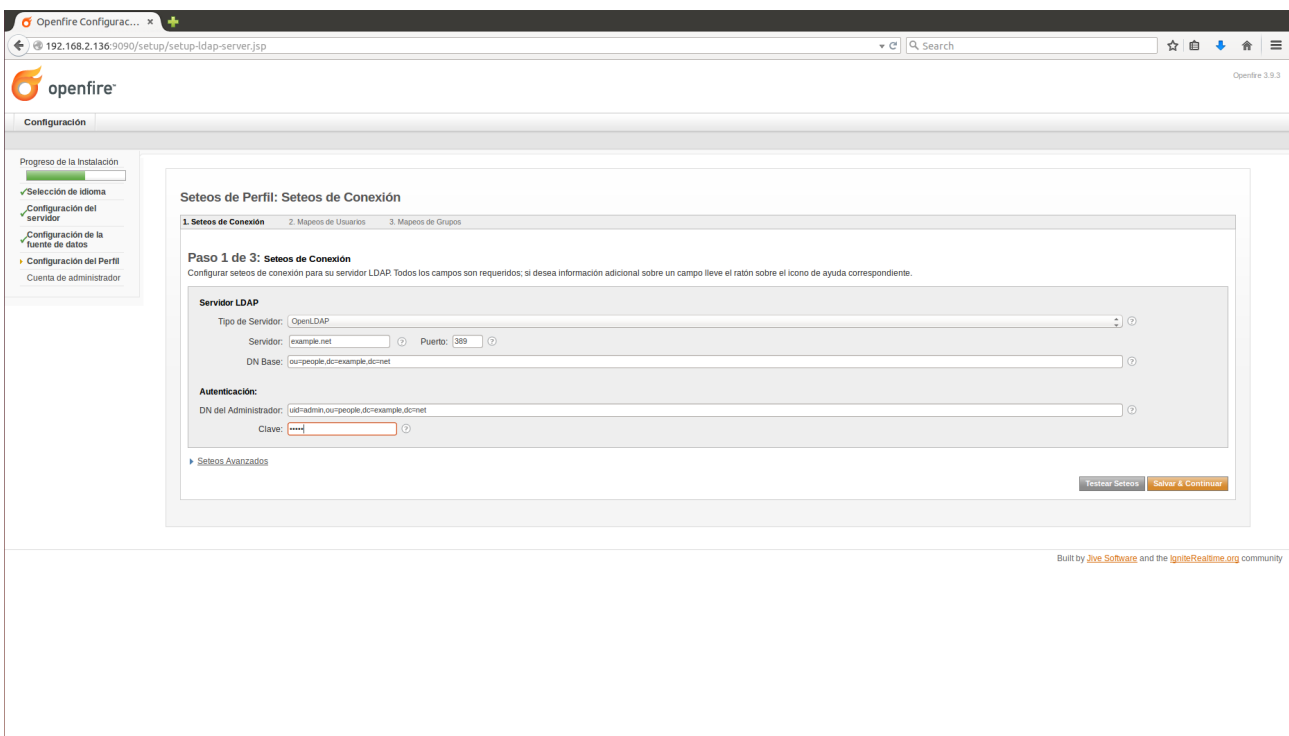 Openfire Configurac... ×
192.168.2.136:9090/setup/setup-ldap-server.jsp
Search
openfire™
Openfire 3.9.3
Configuración
Progreso de la Instalación
Selección de idioma
Configuración del
servidor
Configuración de la
fuente de datos
Configuración del Perfil
Cuenta de administrador
Seteos de Perfil: Seteos de Conexión
1. Seteos de Conexión 2. Mapeos de Usuarios 3. Mapeos de Grupos
Paso 1 de 3: Seteos de Conexión
Configurar seteos de conexión para su servidor LDAP. Todos los campos son requeridos; si desea información adicional sobre un campo lleve el ratón sobre el icono de ayuda correspondiente.
Servidor LDAP
Tipo de Servidor: OpenLDAP ?
Servidor: example.net ? Puerto: 389 ?
DN Base: ou=people,dc=example,dc=net ?
Autenticación:
DN del Administrador: uid=admin,ou=people,dc=example,dc=net ?
Clave: ••••• ?
Seteos Avanzados
Testear Seteos Salvar & Continuar
Built by Jive Software and the IgniteRealtime.org community